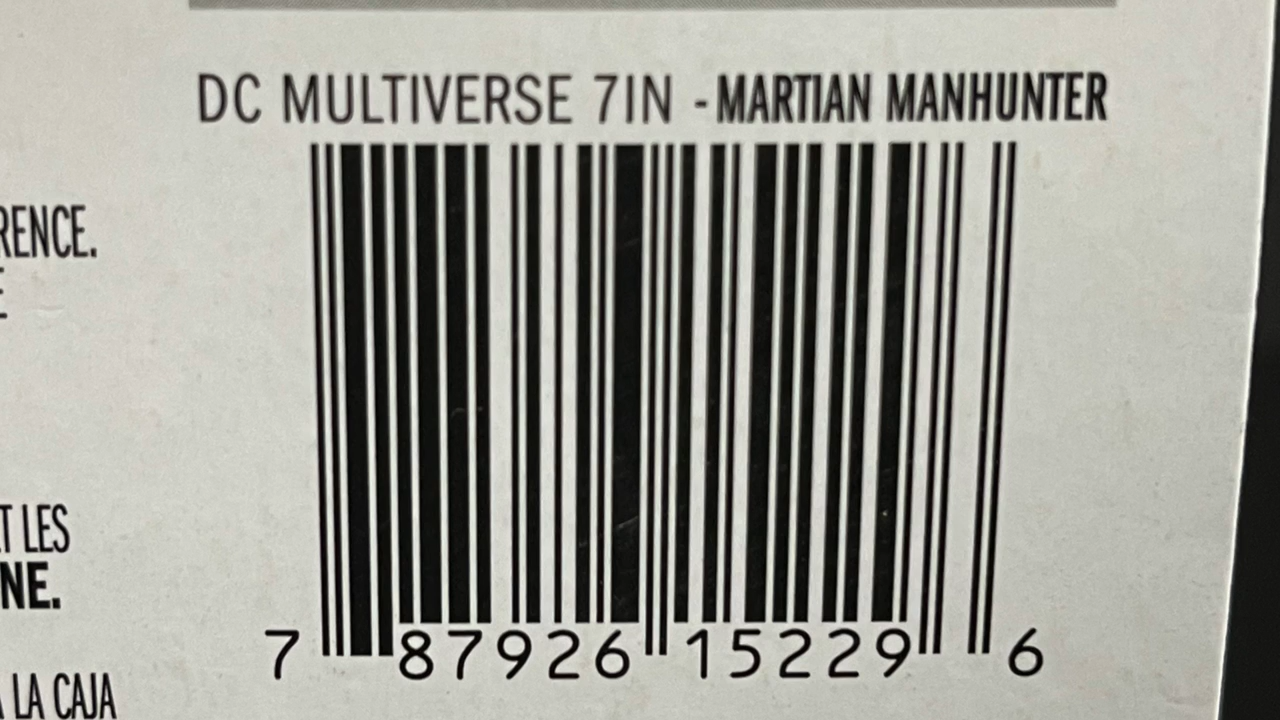 DC MULTIVERSE 7IN - MARTIAN MANHUNTER
RENCE.
E
T LES
NE.
LA CAJA
7 87926 15229 6